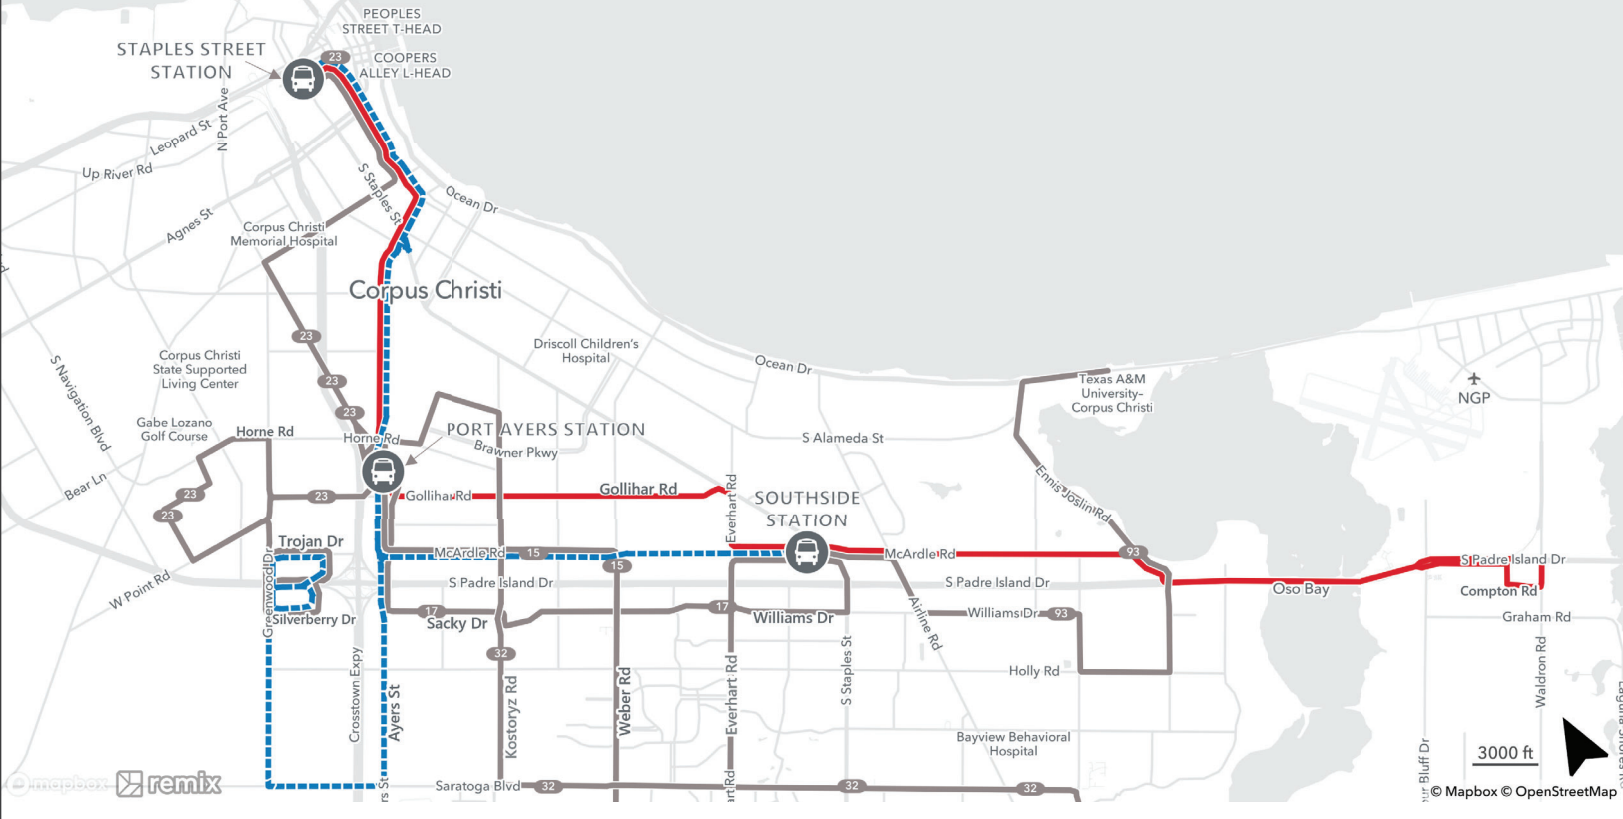 PEOPLES
STREET T-HEAD
STAPLES STREET
STATION
23
COOPERS
ALLEY L-HEAD
N Port Ave
Leopard St
Up River Rd
S Staples St
Ocean Dr
Agnes St
Corpus Christi
Memorial Hospital
Corpus Christi
23
Driscoll Children's
Hospital
Corpus Christi
State Supported
Living Center
S Navigation Blvd
23
Ocean Dr
Texas A&M
University-
Corpus Christi
NGP
23
Gabe Lozano
Golf Course
Horne Rd
Horne Rd
PORT AYERS STATION
Brawner Pkwy
S Alameda St
Bear Ln
23
23
23
Gollihar Rd
Gollihar Rd
Everhart Rd
SOUTHSIDE
STATION
Ennis Joslin Rd
Trojan Dr
McArdle Rd
15
15
McArdle Rd
93
S Padre Island Dr
W Point Rd
Greenwood Dr
S Padre Island Dr
S Padre Island Dr
Oso Bay
Compton Rd
Silverberry Dr
17
Sacky Dr
17
Williams Dr
Airline Rd
Williams Dr
93
Graham Rd
32
Crosstown Expy
Ayers St
Kostoryz Rd
Weber Rd
Everhart Rd
S Staples St
Holly Rd
Waldron Rd
Bayview Behavioral
Hospital
3000 ft
mapbox
remix
Saratoga Blvd
32
32
32
© Mapbox © OpenStreetMap